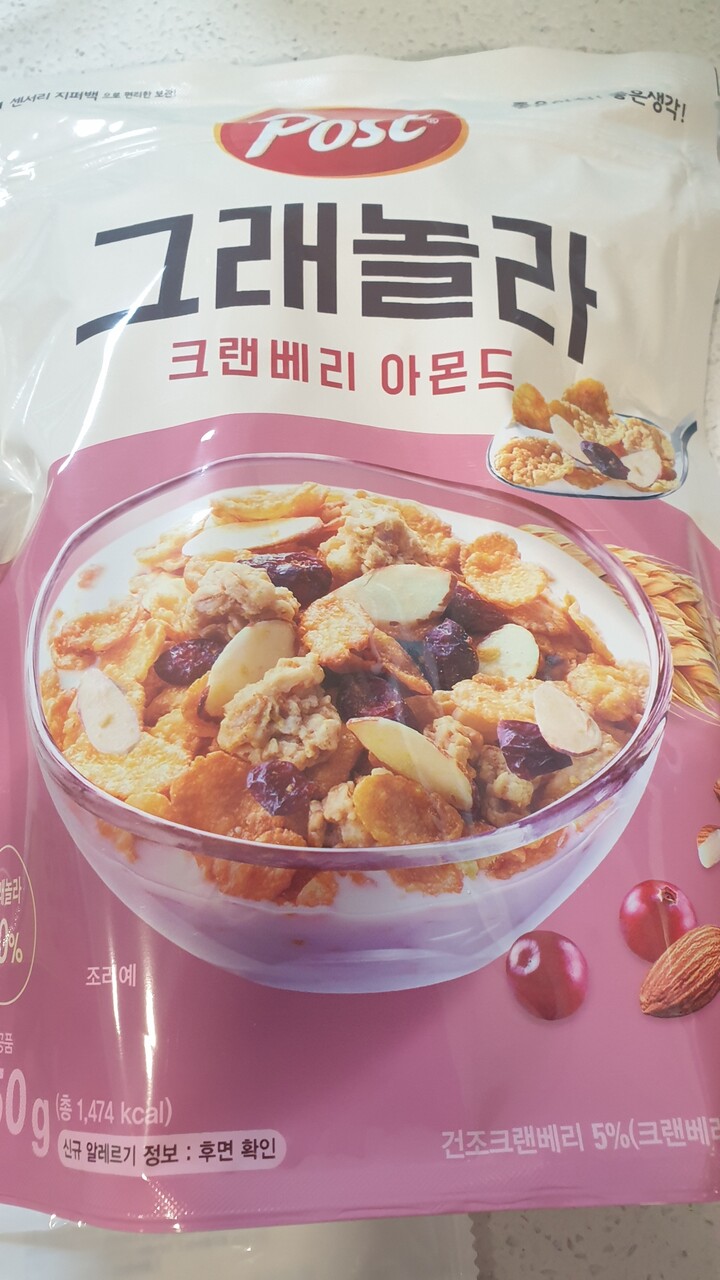 센서리 지퍼백 으로 편리한 보관!
좋은생각!
Post
그래놀라
크랜베리 아몬드
조리예
0g (총 1,474 kcal)
신규 알레르기 정보 : 후면 확인
건조크랜베리 5%(크랜베리